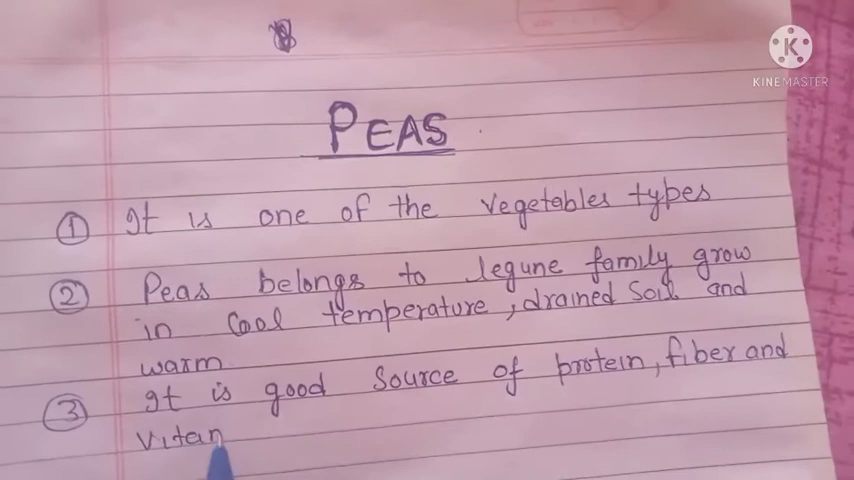 K
KINEMASTER
PEAS
① It is one of the vegetables types
② Peas belongs to legune family grow
in cool temperature, drained soil and
warm
③ It is good source of protein, fiber and
vitan